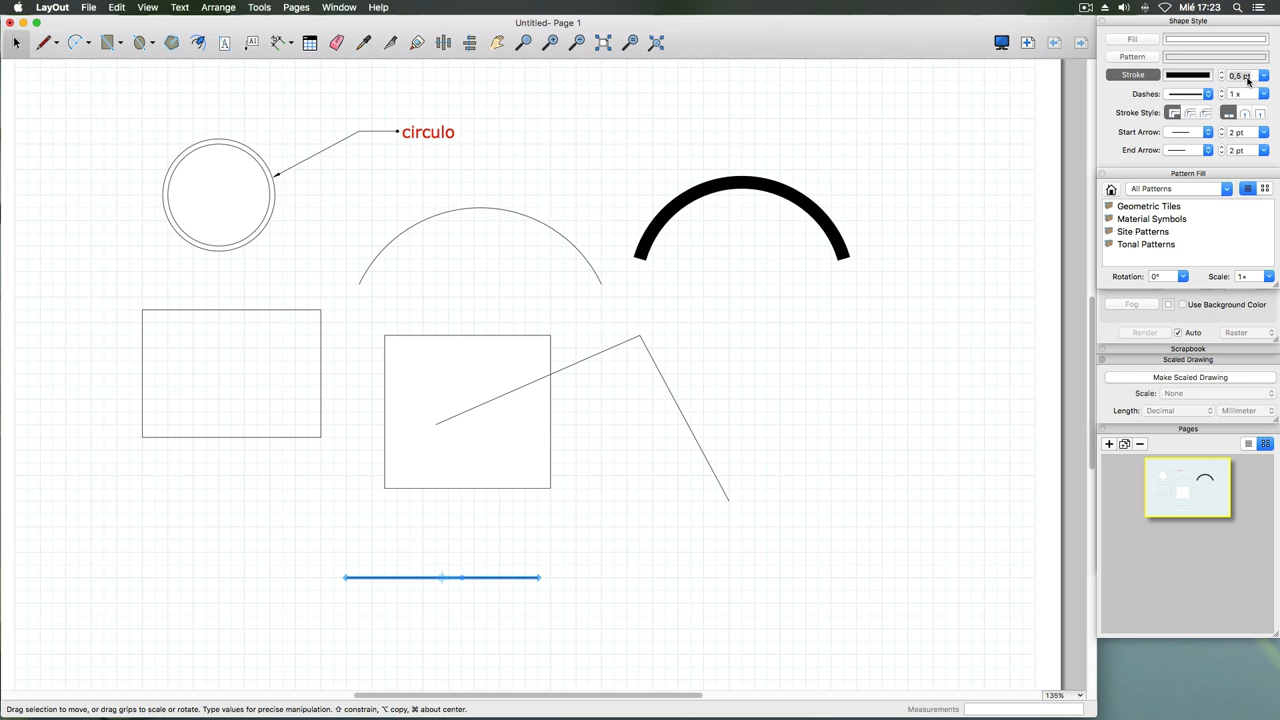 LayOut File Edit View Text Arrange Tools Pages Window Help
Mié 17:23
Untitled- Page 1
A
A1
circulo
Shape Style
Fill
Pattern
Stroke 0,5 pt
Dashes: 1 x
Stroke Style:
Start Arrow: 2 pt
End Arrow: 2 pt
Pattern Fill
All Patterns
Geometric Tiles
Material Symbols
Site Patterns
Tonal Patterns
Rotation: 0° Scale: 1×
Fog Use Background Color
Render Auto Raster
Scrapbook
Scaled Drawing
Make Scaled Drawing
Scale: None
Length: Decimal Millimeter
Pages
135%
Drag selection to move, or drag grips to scale or rotate. Type values for precise manipulation. ⇧ constrain, ⌥ copy, ⌘ about center.
Measurements